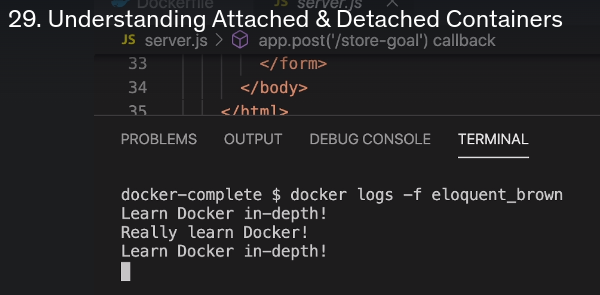 Dockerfile
JS server.js
29. Understanding Attached & Detached Containers
JS server.js > app.post('/store-goal') callback
33 </form>
34 </body>
35 </html>
PROBLEMS OUTPUT DEBUG CONSOLE TERMINAL
docker-complete $ docker logs -f eloquent_brown
Learn Docker in-depth!
Really learn Docker!
Learn Docker in-depth!